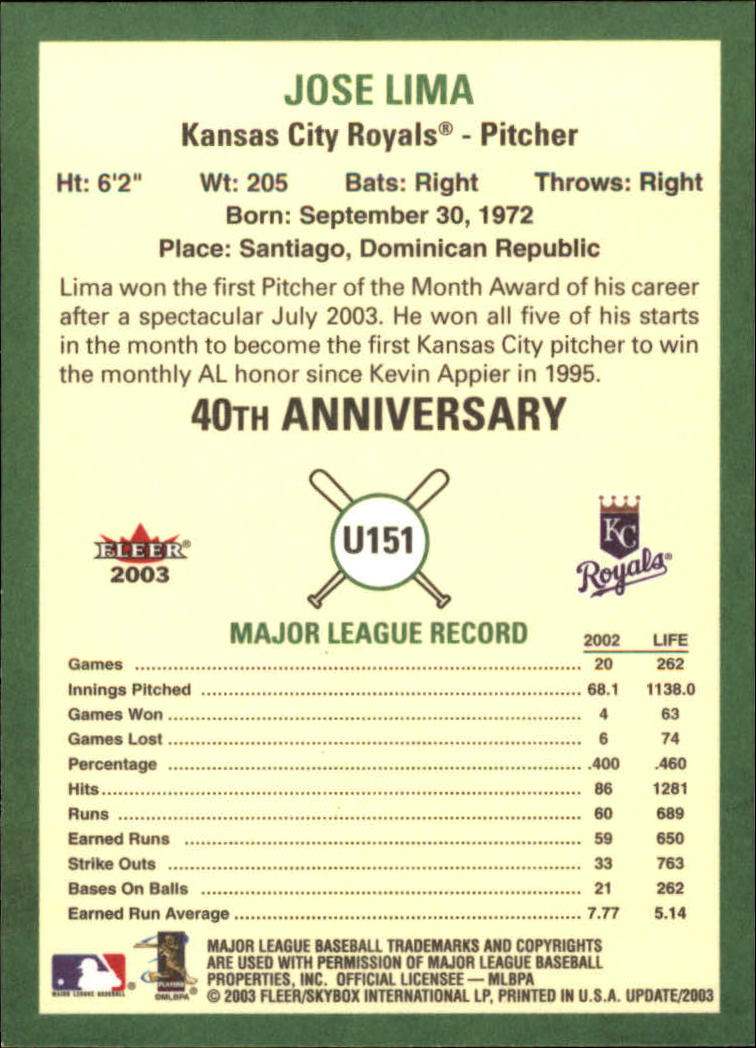 JOSE LIMA
Kansas City Royals® - Pitcher
Ht: 6'2" Wt: 205 Bats: Right Throws: Right
Born: September 30, 1972
Place: Santiago, Dominican Republic
Lima won the first Pitcher of the Month Award of his career
after a spectacular July 2003. He won all five of his starts
in the month to become the first Kansas City pitcher to win
the monthly AL honor since Kevin Appier in 1995.
40TH ANNIVERSARY
FLEER®
2003
U151
KC
Royals®
MAJOR LEAGUE RECORD 2002 LIFE
Games 20 262
Innings Pitched 68.1 1138.0
Games Won 4 63
Games Lost 6 74
Percentage .400 .460
Hits 86 1281
Runs 60 689
Earned Runs 59 650
Strike Outs 33 763
Bases On Balls 21 262
Earned Run Average 7.77 5.14
MAJOR LEAGUE BASEBALL®
PLAYERS
©MLBPA
MAJOR LEAGUE BASEBALL TRADEMARKS AND COPYRIGHTS
ARE USED WITH PERMISSION OF MAJOR LEAGUE BASEBALL
PROPERTIES, INC. OFFICIAL LICENSEE — MLBPA
© 2003 FLEER/SKYBOX INTERNATIONAL LP, PRINTED IN U.S.A. UPDATE/2003